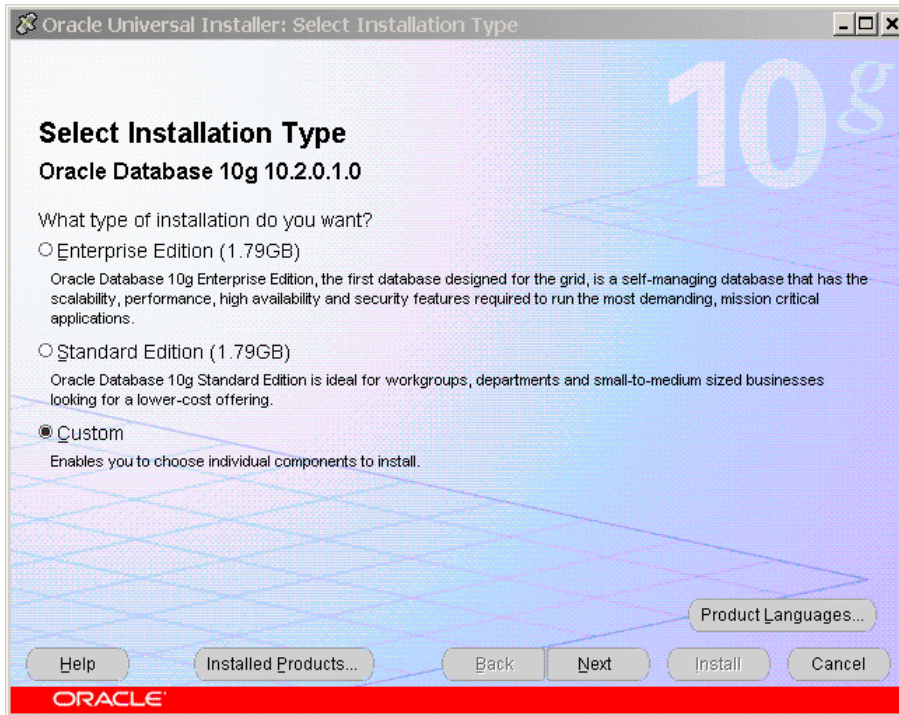 Oracle Universal Installer: Select Installation Type
10g
Select Installation Type
Oracle Database 10g 10.2.0.1.0
What type of installation do you want?
Enterprise Edition (1.79GB)
Oracle Database 10g Enterprise Edition, the first database designed for the grid, is a self-managing database that has the
scalability, performance, high availability and security features required to run the most demanding, mission critical
applications.
Standard Edition (1.79GB)
Oracle Database 10g Standard Edition is ideal for workgroups, departments and small-to-medium sized businesses
looking for a lower-cost offering.
Custom
Enables you to choose individual components to install.
Product Languages...
Help Installed Products... Back Next Install Cancel
ORACLE